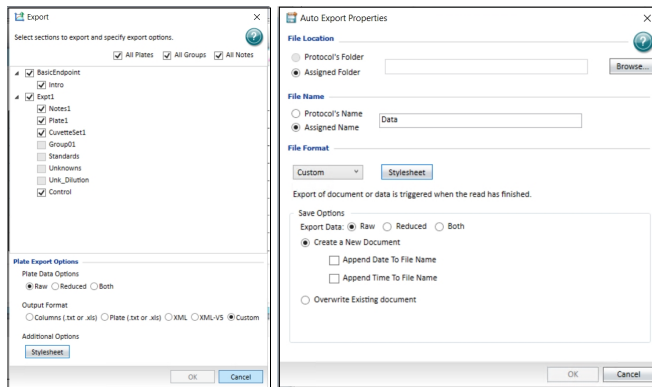 Export
Select sections to export and specify export options.
All Plates All Groups All Notes
BasicEndpoint
Intro
Expt1
Notes1
Plate1
CuvetteSet1
Group01
Standards
Unknowns
Unk_Dilution
Control
Plate Export Options
Plate Data Options
Raw Reduced Both
Output Format
Columns (.txt or .xls) Plate (.txt or .xls) XML XML-V5 Custom
Additional Options
Stylesheet
OK Cancel
Auto Export Properties
File Location
Protocol's Folder
Assigned Folder
Browse...
File Name
Protocol's Name
Assigned Name
Data
File Format
Custom Stylesheet
Export of document or data is triggered when the read has finished.
Save Options
Export Data: Raw Reduced Both
Create a New Document
Append Date To File Name
Append Time To File Name
Overwrite Existing document
OK Cancel